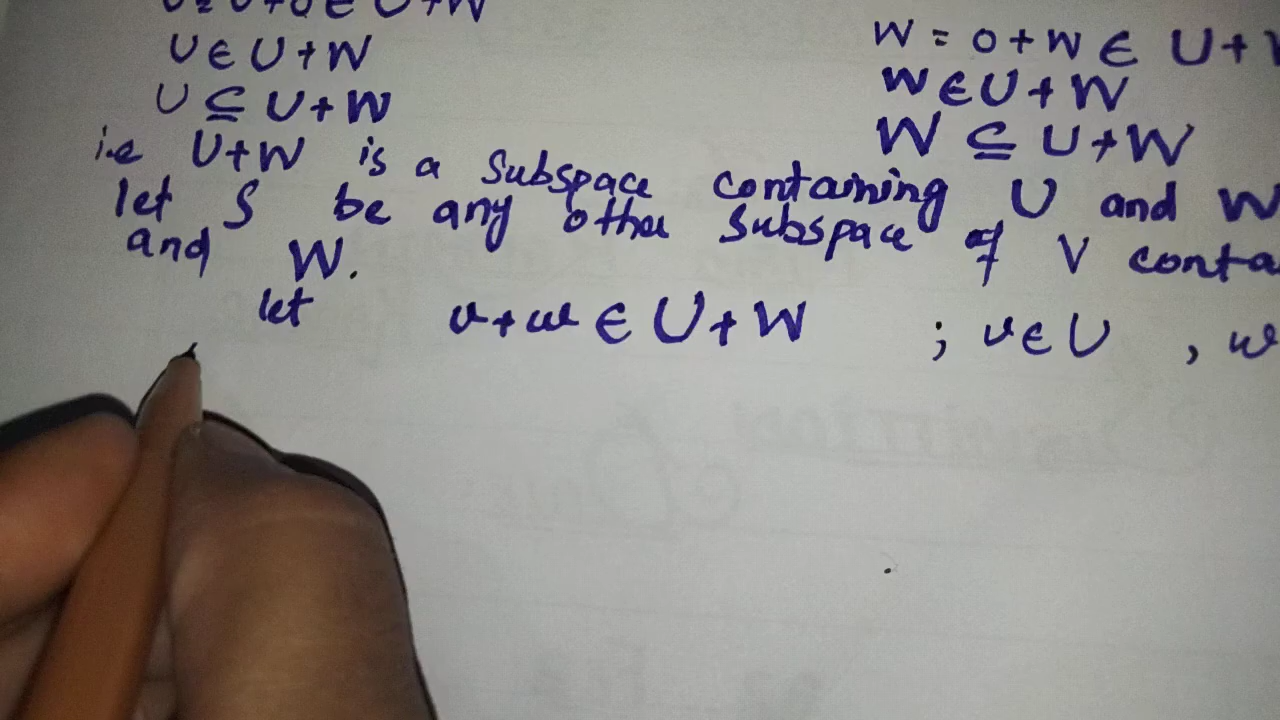 U+W
W = 0 + W ∈ U +
U ∈ U + W
W ∈ U + W
U ⊆ U + W
W ⊆ U + W
i.e U+W is a Subspace containing U and W
let S be any other Subspace of V conta
and W.
let u+w ∈ U + W ; u ∈ U , w